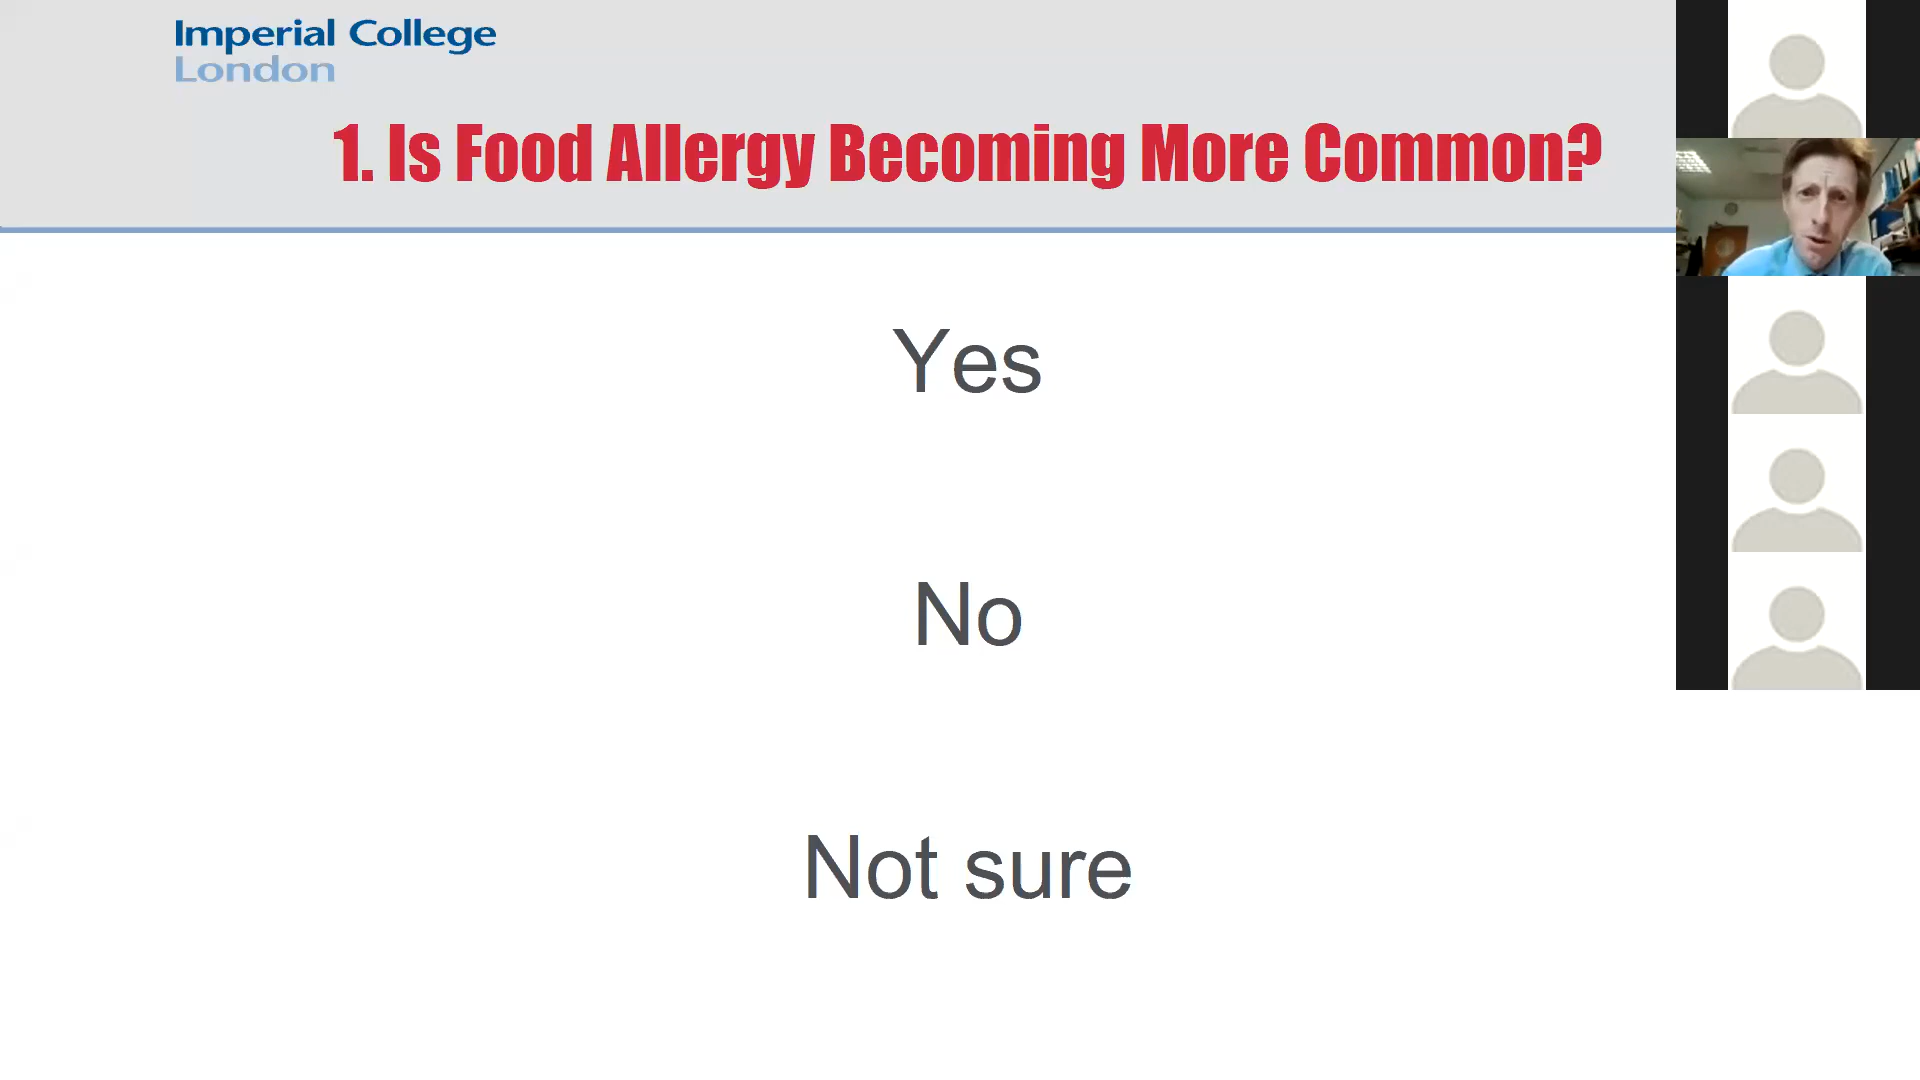 Imperial College
London
1. Is Food Allergy Becoming More Common?
Yes
No
Not sure